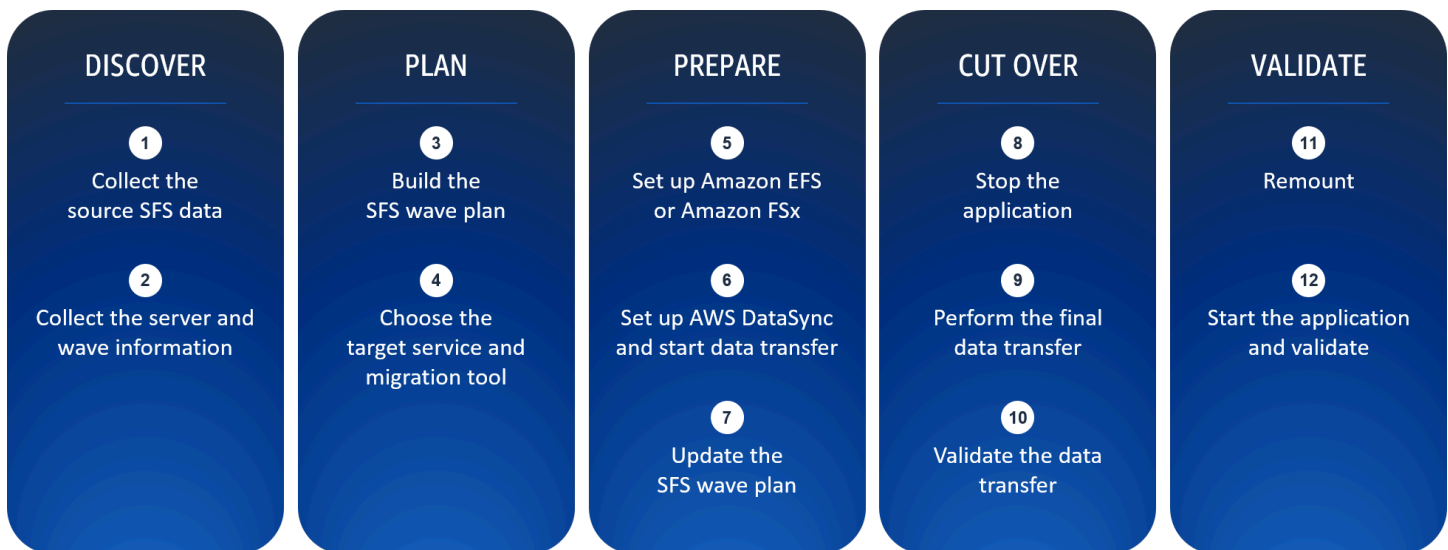 DISCOVER
1
Collect the
source SFS data
2
Collect the server and
wave information
PLAN
3
Build the
SFS wave plan
4
Choose the
target service and
migration tool
PREPARE
5
Set up Amazon EFS
or Amazon FSx
6
Set up AWS DataSync
and start data transfer
7
Update the
SFS wave plan
CUT OVER
8
Stop the
application
9
Perform the final
data transfer
10
Validate the data
transfer
VALIDATE
11
Remount
12
Start the application
and validate